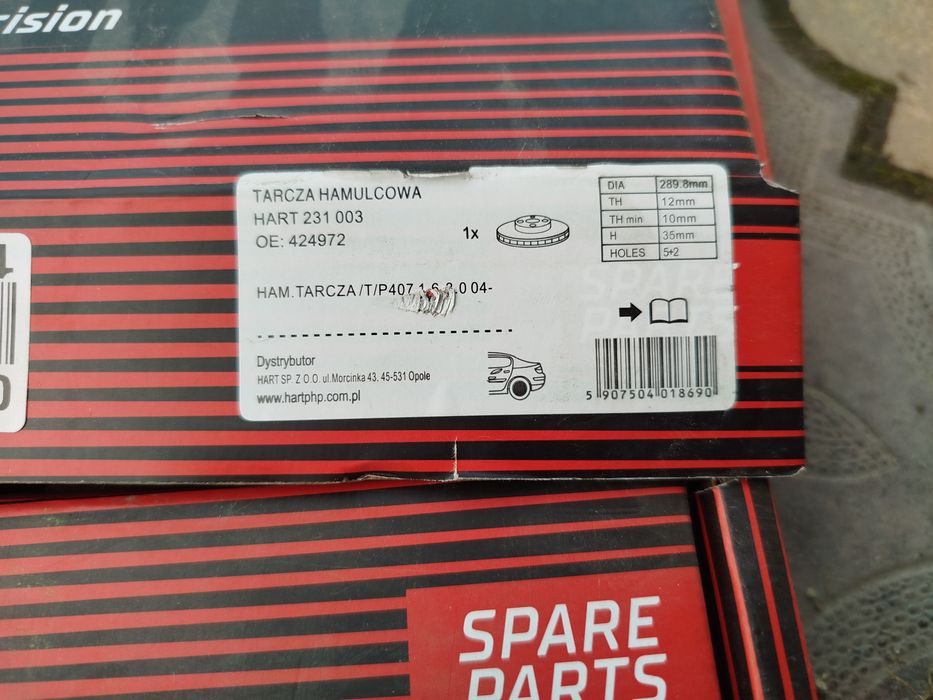 ision
TARCZA HAMULCOWA
HART 231 003
OE: 424972
1x
DIA 289.8mm
TH 12mm
TH min 10mm
H 35mm
HOLES 5+2
HAM.TARCZA /T/P407 1.6 2.0 04-
SPARE
Dystrybutor
HART SP. Z O.O. ul.Morcinka 43, 45-531 Opole
www.hartphp.com.pl
5 907504 018690
SPARE
PARTS